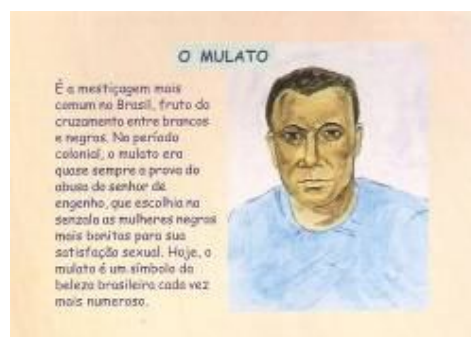 O MULATO
É a mestiçagem mais
comum no Brasil, fruto do
cruzamento entre brancos
e negros. No período
colonial, o mulato era
quase sempre a prova do
abuso do senhor de
engenho, que escolhia na
senzala as mulheres negras
mais bonitas para sua
satisfação sexual. Hoje, o
mulato é um símbolo da
beleza brasileira cada vez
mais numeroso.